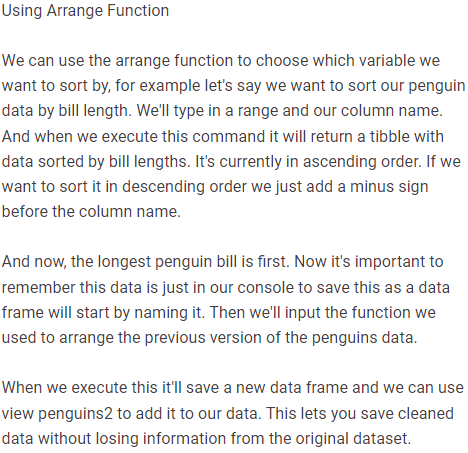 Using Arrange Function
We can use the arrange function to choose which variable we
want to sort by, for example let's say we want to sort our penguin
data by bill length. We'll type in a range and our column name.
And when we execute this command it will return a tibble with
data sorted by bill lengths. It's currently in ascending order. If we
want to sort it in descending order we just add a minus sign
before the column name.
And now, the longest penguin bill is first. Now it's important to
remember this data is just in our console to save this as a data
frame will start by naming it. Then we'll input the function we
used to arrange the previous version of the penguins data.
When we execute this it'll save a new data frame and we can use
view penguins2 to add it to our data. This lets you save cleaned
data without losing information from the original dataset.